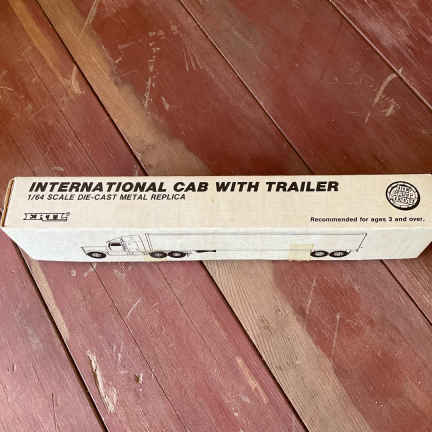 INTERNATIONAL CAB WITH TRAILER
1/64 SCALE DIE-CAST METAL REPLICA
ERTL
Recommended for ages 3 and over.